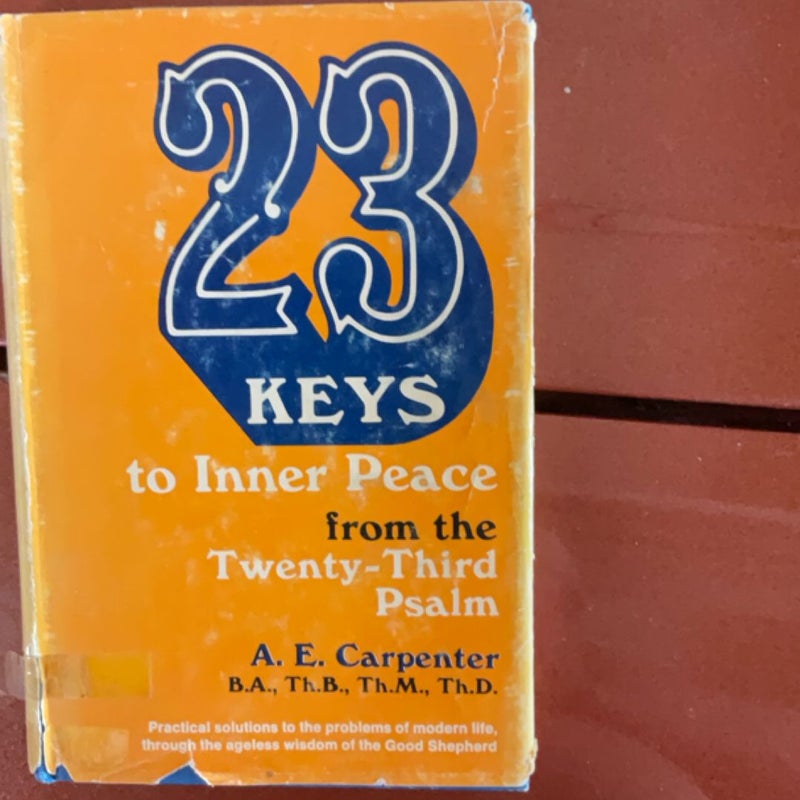 23
KEYS
to Inner Peace
from the
Twenty-Third
Psalm
A. E. Carpenter
B.A., Th.B., Th.M., Th.D.
Practical solutions to the problems of modern life,
through the ageless wisdom of the Good Shepherd